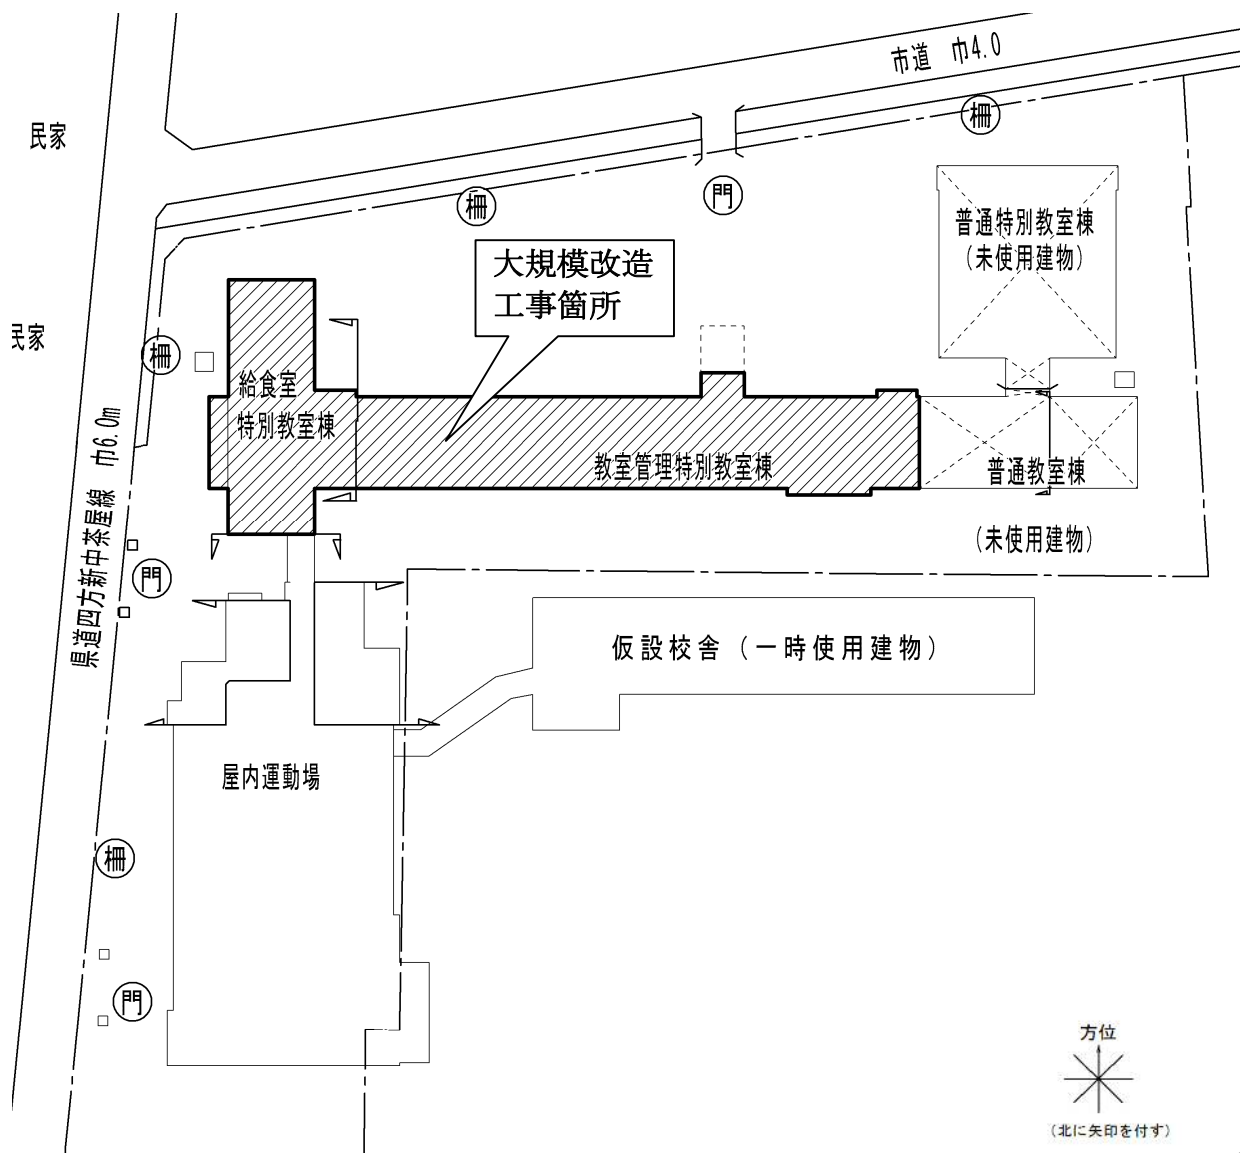 市道 巾4.0
柵
民家
門
柵
普通特別教室棟
(未使用建物)
大規模改造
工事箇所
民家
柵
給食室
特別教室棟
教室管理特別教室棟
普通教室棟
(未使用建物)
県道四方新中茶屋線 巾6.0m
門
仮設校舎(一時使用建物)
屋内運動場
柵
門
方位
(北に矢印を付す)